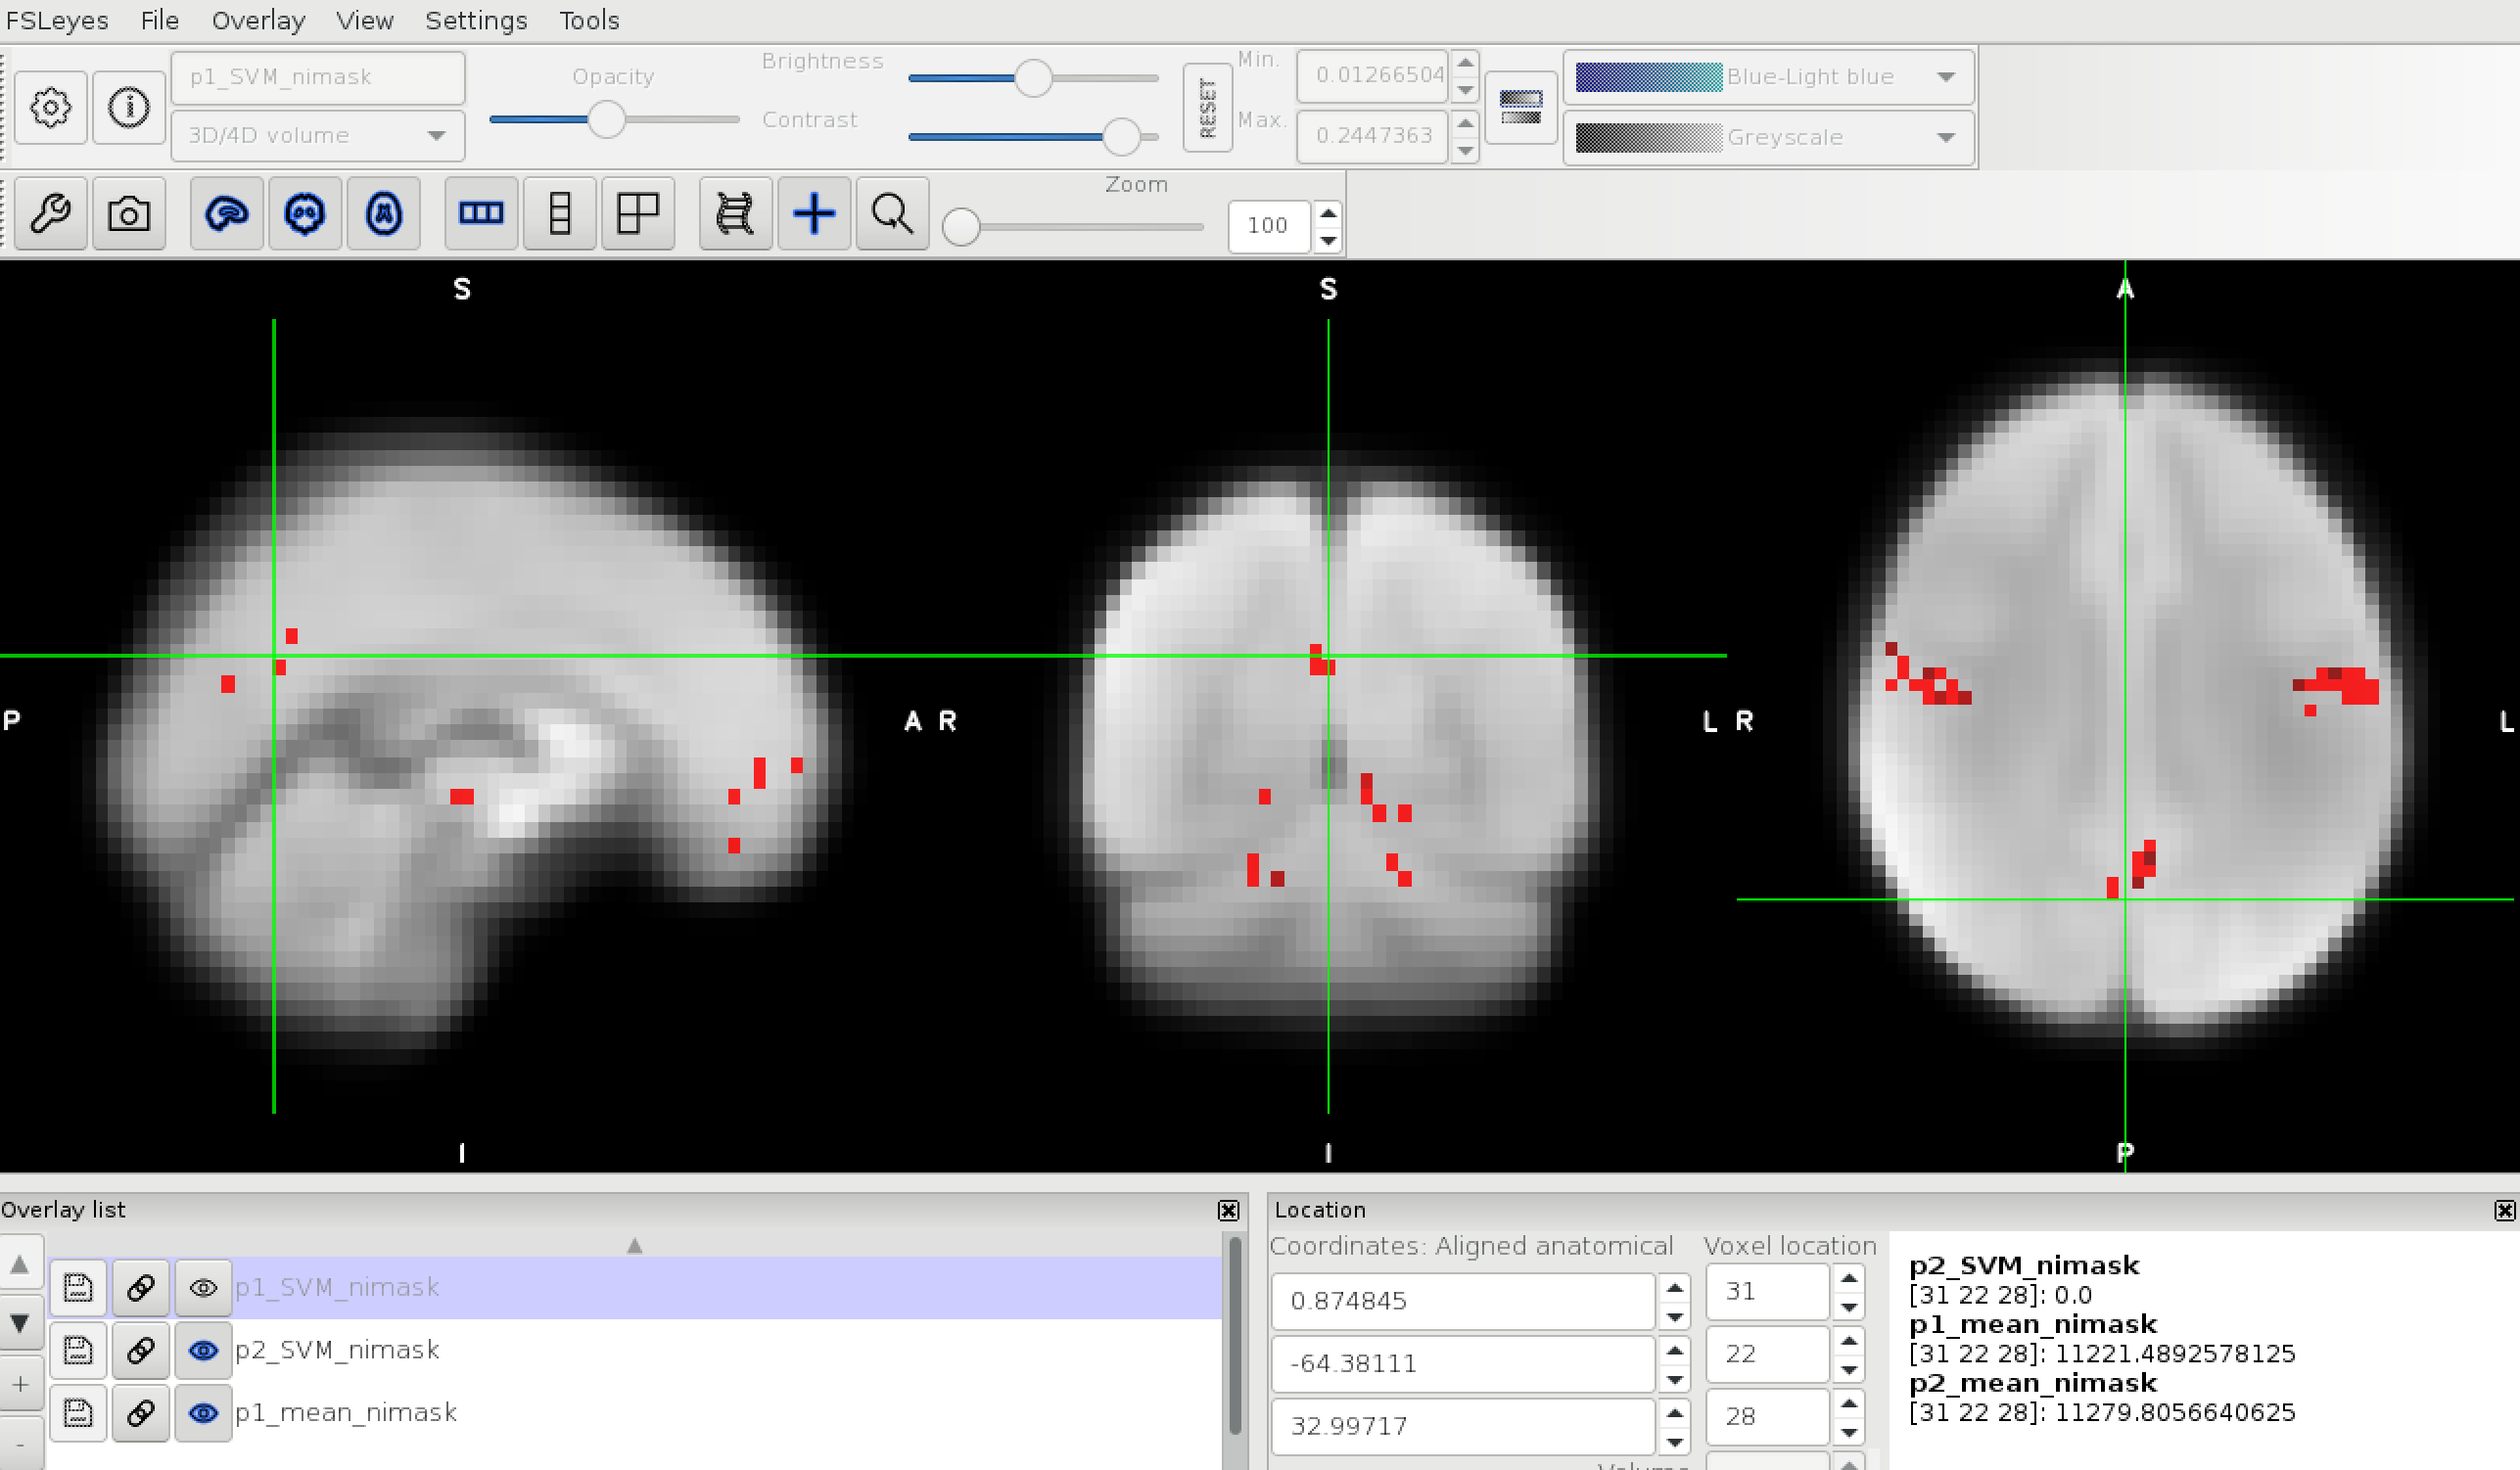 FSLeyes File Overlay View Settings Tools
p1_SVM_nimask
3D/4D volume
Opacity
Brightness
Contrast
RESET
Min. 0.01266504
Max. 0.2447363
Blue-Light blue
Greyscale
Zoom
100
S S A
P A R L R L
I I P
Overlay list
p1_SVM_nimask
p2_SVM_nimask
p1_mean_nimask
+
-
Location
Coordinates: Aligned anatomical
0.874845
-64.38111
32.99717
Voxel location
31
22
28
Volume
p2_SVM_nimask
[31 22 28]: 0.0
p1_mean_nimask
[31 22 28]: 11221.4892578125
p2_mean_nimask
[31 22 28]: 11279.8056640625